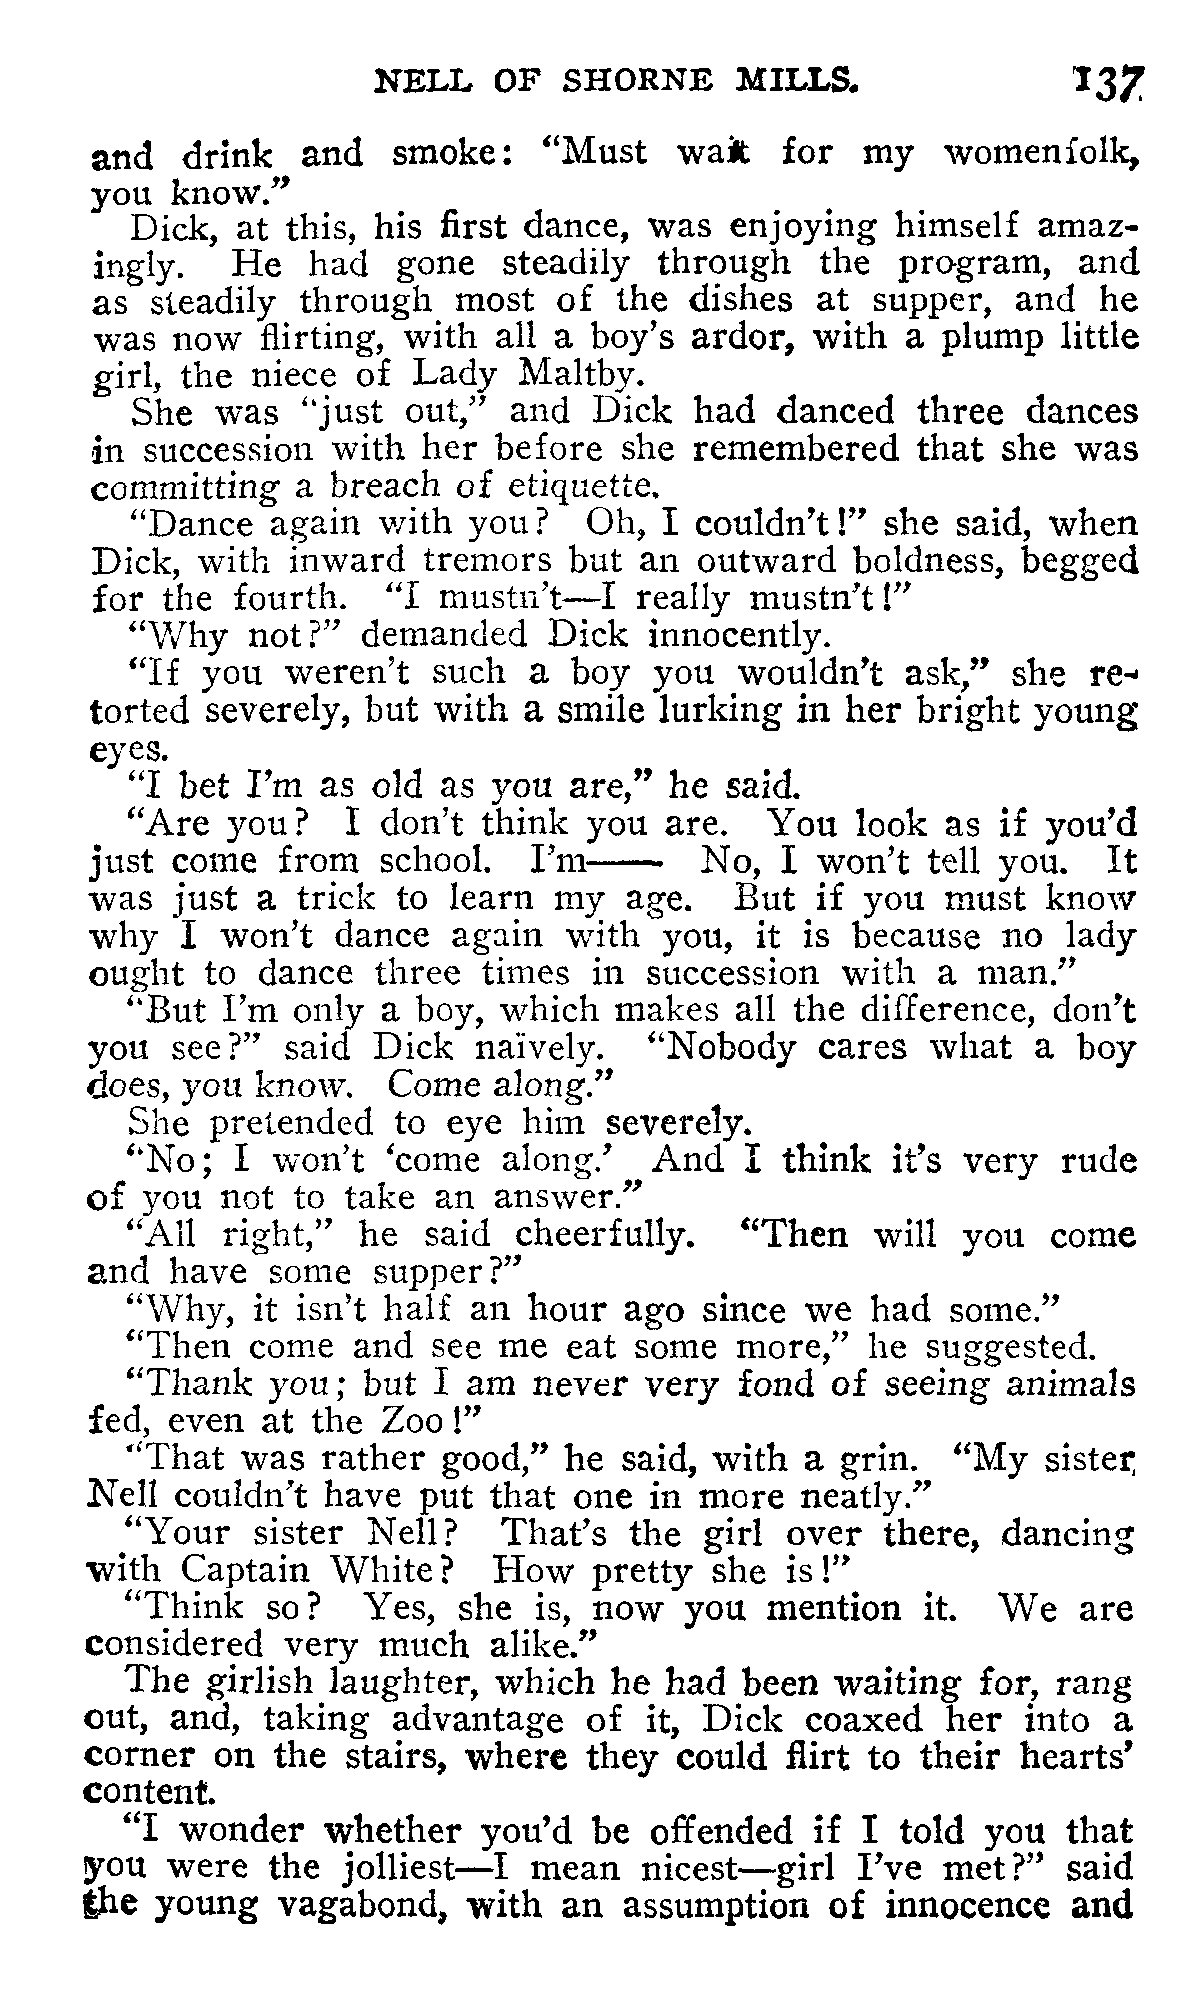 NELL OF SHORNE MILLS. 137
and drink and smoke: "Must wait for my womenfolk,
you know."
Dick, at this, his first dance, was enjoying himself amaz-
ingly. He had gone steadily through the program, and
as steadily through most of the dishes at supper, and he
was now flirting, with all a boy's ardor, with a plump little
girl, the niece of Lady Maltby.
She was "just out," and Dick had danced three dances
in succession with her before she remembered that she was
committing a breach of etiquette.
"Dance again with you? Oh, I couldn't!" she said, when
Dick, with inward tremors but an outward boldness, begged
for the fourth. "I mustn't—I really mustn't!"
"Why not?" demanded Dick innocently.
"If you weren't such a boy you wouldn't ask," she re-
torted severely, but with a smile lurking in her bright young
eyes.
"I bet I'm as old as you are," he said.
"Are you? I don't think you are. You look as if you'd
just come from school. I'm—— No, I won't tell you. It
was just a trick to learn my age. But if you must know
why I won't dance again with you, it is because no lady
ought to dance three times in succession with a man."
"But I'm only a boy, which makes all the difference, don't
you see?" said Dick naïvely. "Nobody cares what a boy
does, you know. Come along."
She pretended to eye him severely.
"No; I won't 'come along.' And I think it's very rude
of you not to take an answer."
"All right," he said cheerfully. "Then will you come
and have some supper?"
"Why, it isn't half an hour ago since we had some."
"Then come and see me eat some more," he suggested.
"Thank you; but I am never very fond of seeing animals
fed, even at the Zoo!"
"That was rather good," he said, with a grin. "My sister
Nell couldn't have put that one in more neatly."
"Your sister Nell? That's the girl over there, dancing
with Captain White? How pretty she is!"
"Think so? Yes, she is, now you mention it. We are
considered very much alike."
The girlish laughter, which he had been waiting for, rang
out, and, taking advantage of it, Dick coaxed her into a
corner on the stairs, where they could flirt to their hearts'
content.
"I wonder whether you'd be offended if I told you that
you were the jolliest—I mean nicest—girl I've met?" said
the young vagabond, with an assumption of innocence and